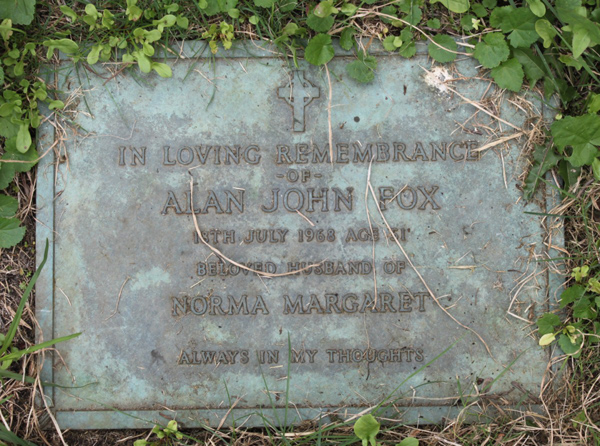 IN LOVING REMEMBRANCE
-OF-
ALAN JOHN FOX
JULY 1968 AGE
BELOVED HUSBAND OF
NORMA MARGARET
ALWAYS IN MY THOUGHTS